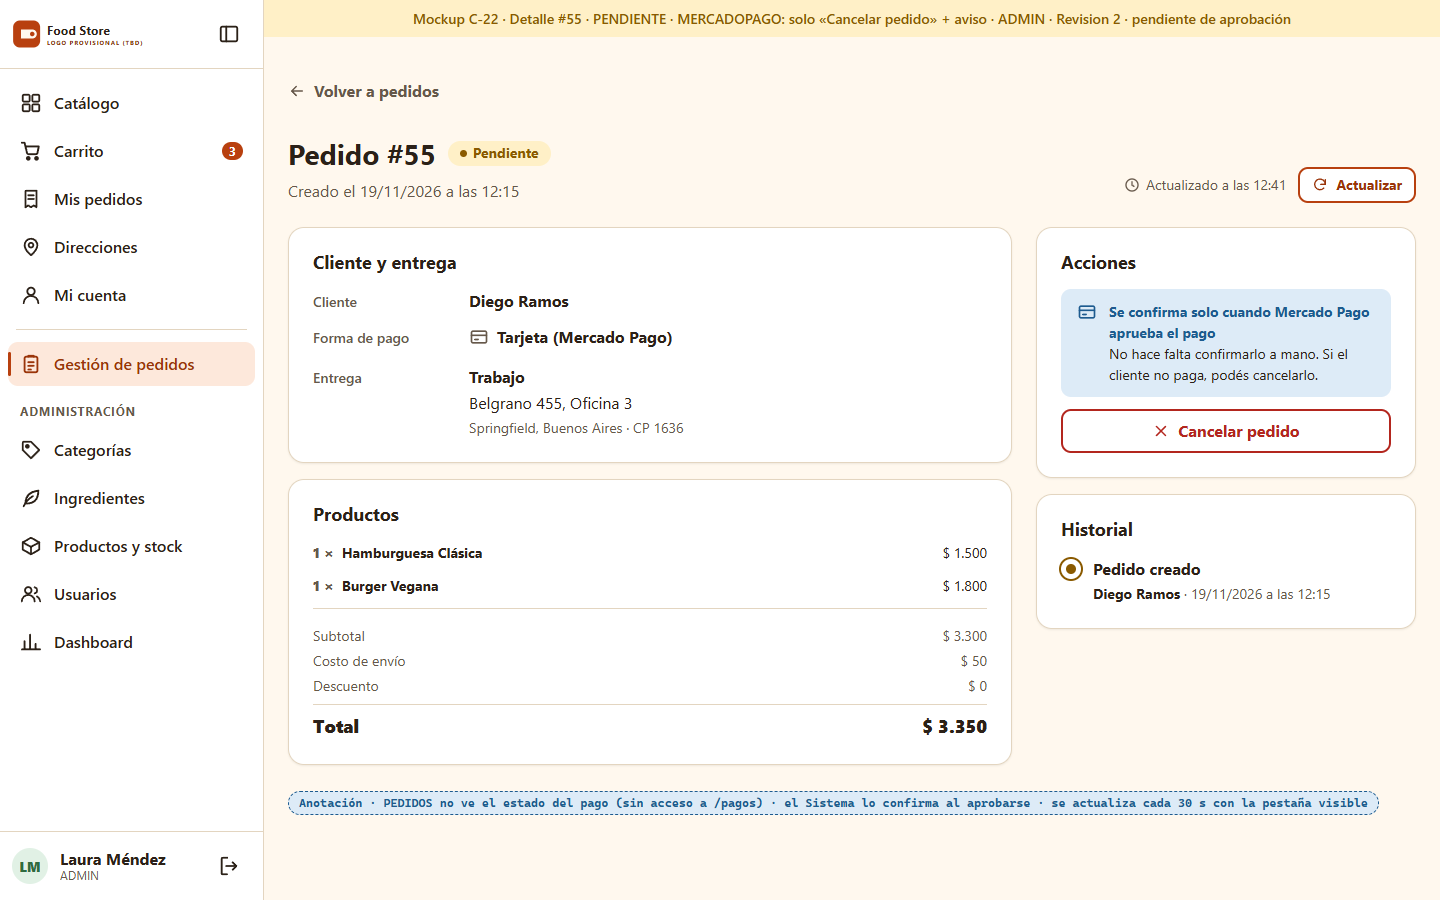 Food Store
LOGO PROVISIONAL (TBD)
Catálogo
Carrito
3
Mis pedidos
Direcciones
Mi cuenta
Gestión de pedidos
ADMINISTRACIÓN
Categorías
Ingredientes
Productos y stock
Usuarios
Dashboard
LM
Laura Méndez
ADMIN
Mockup C-22 · Detalle #55 · PENDIENTE · MERCADOPAGO: solo «Cancelar pedido» + aviso · ADMIN · Revision 2 · pendiente de aprobación
Volver a pedidos
Pedido #55
Pendiente
Creado el 19/11/2026 a las 12:15
Actualizado a las 12:41
Actualizar
Cliente y entrega
Cliente
Diego Ramos
Forma de pago
Tarjeta (Mercado Pago)
Entrega
Trabajo
Belgrano 455, Oficina 3
Springfield, Buenos Aires · CP 1636
Productos
1 × Hamburguesa Clásica
$ 1.500
1 × Burger Vegana
$ 1.800
Subtotal
$ 3.300
Costo de envío
$ 50
Descuento
$ 0
Total
$ 3.350
Acciones
Se confirma solo cuando Mercado Pago
aprueba el pago
No hace falta confirmarlo a mano. Si el
cliente no paga, podés cancelarlo.
Cancelar pedido
Historial
Pedido creado
Diego Ramos · 19/11/2026 a las 12:15
Anotación · PEDIDOS no ve el estado del pago (sin acceso a /pagos) · el Sistema lo confirma al aprobarse · se actualiza cada 30 s con la pestaña visible